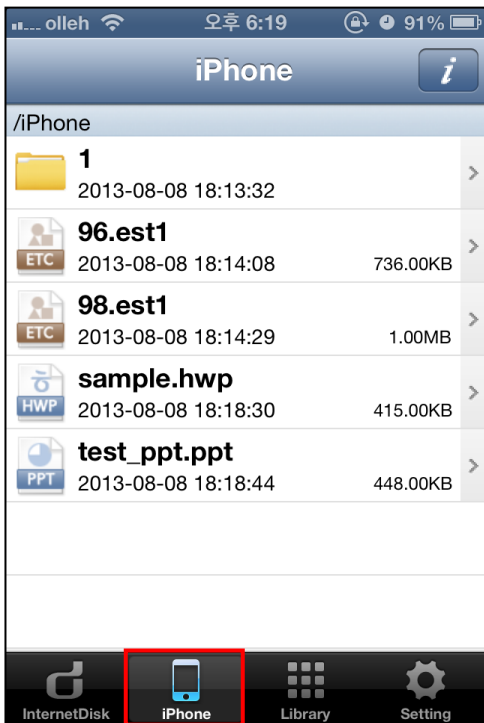 olleh 오후 6:19 91%
iPhone i
/iPhone
1
2013-08-08 18:13:32
ETC 96.est1
2013-08-08 18:14:08 736.00KB
ETC 98.est1
2013-08-08 18:14:29 1.00MB
ㅎ HWP sample.hwp
2013-08-08 18:18:30 415.00KB
PPT test_ppt.ppt
2013-08-08 18:18:44 448.00KB
InternetDisk iPhone Library Setting